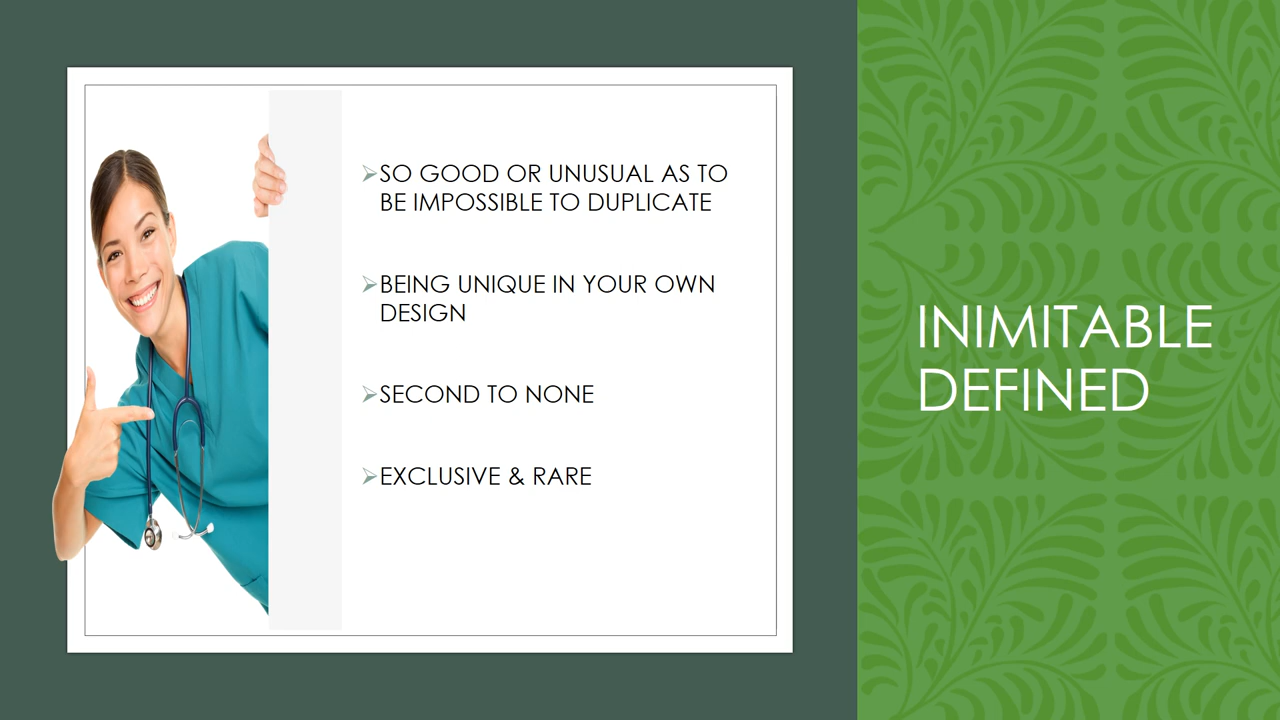 SO GOOD OR UNUSUAL AS TO
BE IMPOSSIBLE TO DUPLICATE
BEING UNIQUE IN YOUR OWN
DESIGN
SECOND TO NONE
EXCLUSIVE & RARE
INIMITABLE
DEFINED